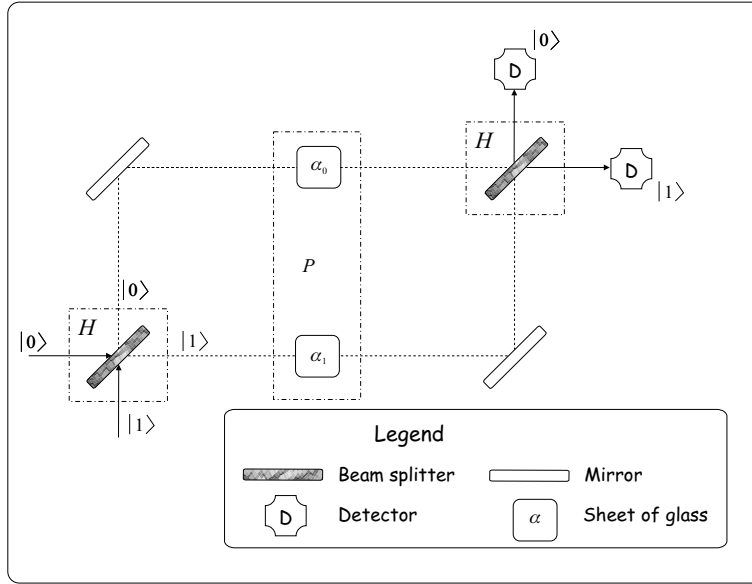 |0⟩
D
H
α₀
D
|1⟩
P
|0⟩
H
|0⟩
|1⟩
α₁
|1⟩
Legend
Beam splitter
Mirror
D
Detector
α
Sheet of glass